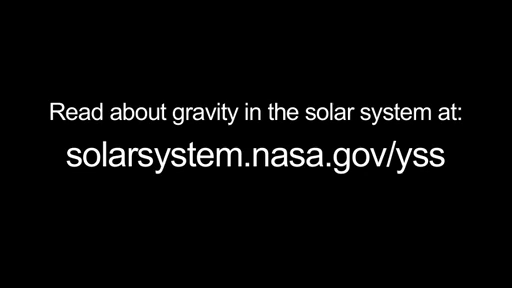 Read about gravity in the solar system at:
solarsystem.nasa.gov/yss